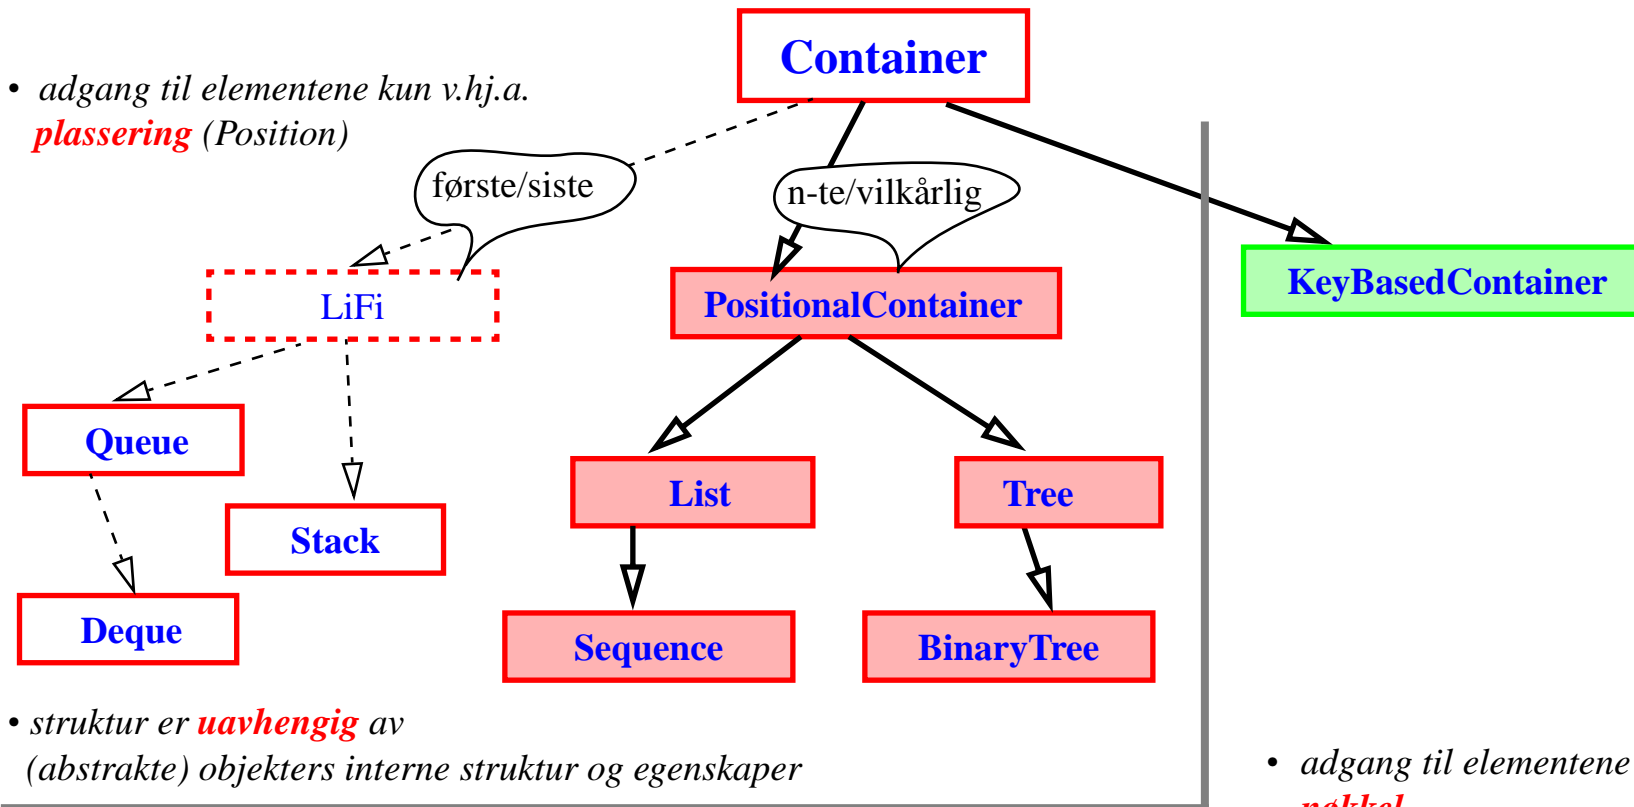 Container
• adgang til elementene kun v.hj.a.
plassering (Position)
første/siste
n-te/vilkårlig
LiFi
PositionalContainer
KeyBasedContainer
Queue
List
Tree
Stack
Deque
Sequence
BinaryTree
• struktur er uavhengig av
(abstrakte) objekters interne struktur og egenskaper
• adgang til elementene
nøkkel